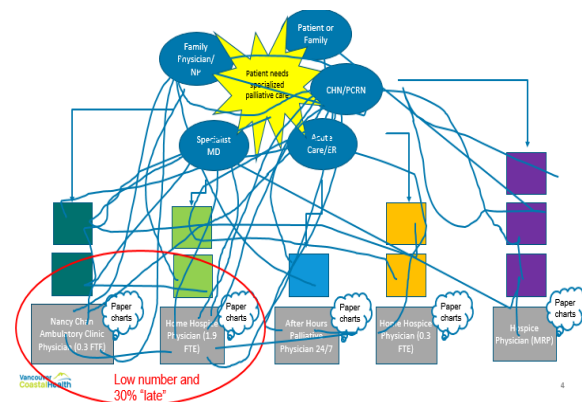 Patient or
Family
Family
Physician/
NP
Patient needs
specialized
palliative care
CHN/PCRN
Specialist
MD
Acute
Care/ER
Paper
charts
Paper
charts
Paper
charts
Paper
charts
Paper
charts
Nancy Chan
Ambulatory Clinic
Physician (0.3 FTE)
Home Hospice
Physician (1.9
FTE)
After Hours
Palliative
Physician 24/7
Home Hospice
Physician (0.3
FTE)
Hospice
Physician (MRP)
Low number and
30% "late"
Vancouver
CoastalHealth
4